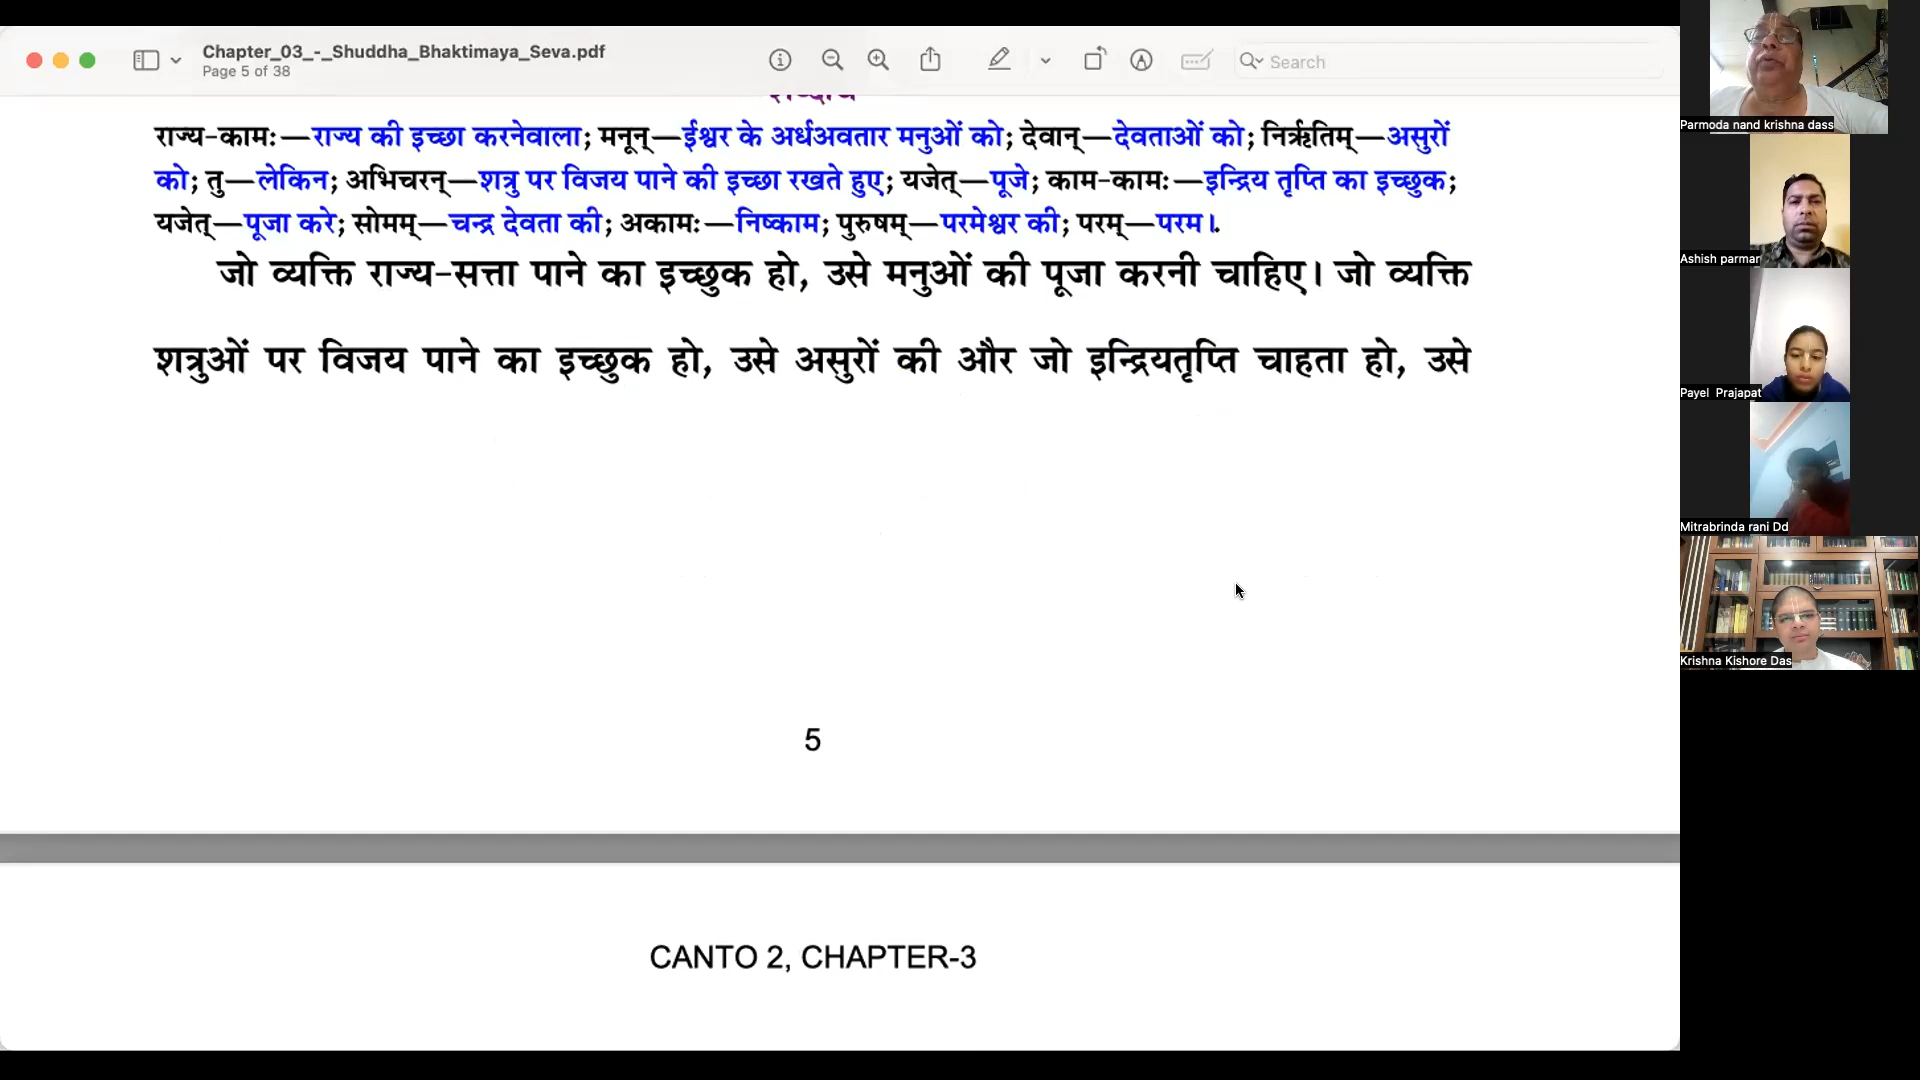 Chapter_03_-_Shuddha_Bhaktimaya_Seva.pdf
Page 5 of 38
Search
राज्य-कामः—राज्य की इच्छा करनेवाला; मनून्—ईश्वर के अर्धअवतार मनुओं को; देवान्—देवताओं को; निर्ऋतिम्—असुरों
को; तु—लेकिन; अभिचरन्—शत्रु पर विजय पाने की इच्छा रखते हुए; यजेत्—पूजे; काम-कामः—इन्द्रिय तृप्ति का इच्छुक;
यजेत्—पूजा करे; सोमम्—चन्द्र देवता की; अकामः—निष्काम; पुरुषम्—परमेश्वर की; परम्—परम।.
जो व्यक्ति राज्य-सत्ता पाने का इच्छुक हो, उसे मनुओं की पूजा करनी चाहिए। जो व्यक्ति
शत्रुओं पर विजय पाने का इच्छुक हो, उसे असुरों की और जो इन्द्रियतृप्ति चाहता हो, उसे
5
CANTO 2, CHAPTER-3
Parmoda nand krishna dass
Ashish parmar
Payel Prajapat
Mitrabrinda rani Dd
Krishna Kishore Das